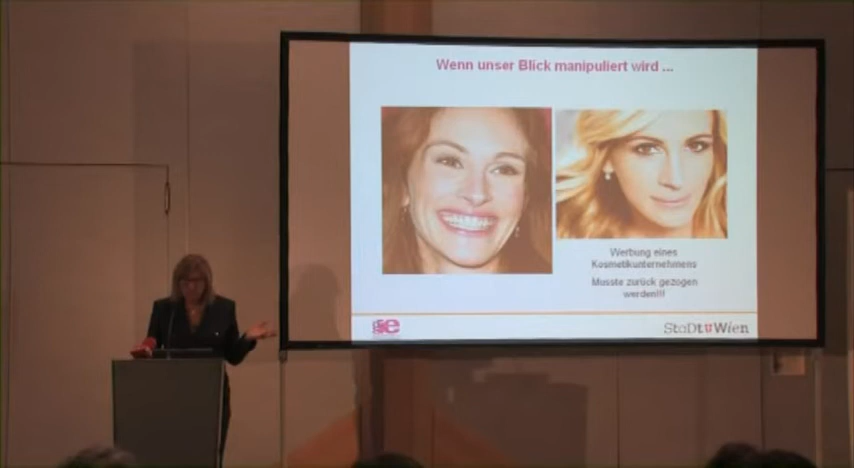 Wenn unser Blick manipuliert wird ...
Werbung eines
Kosmetikunternehmens
Musste zurück gezogen
werden!!!
StaDt Wien